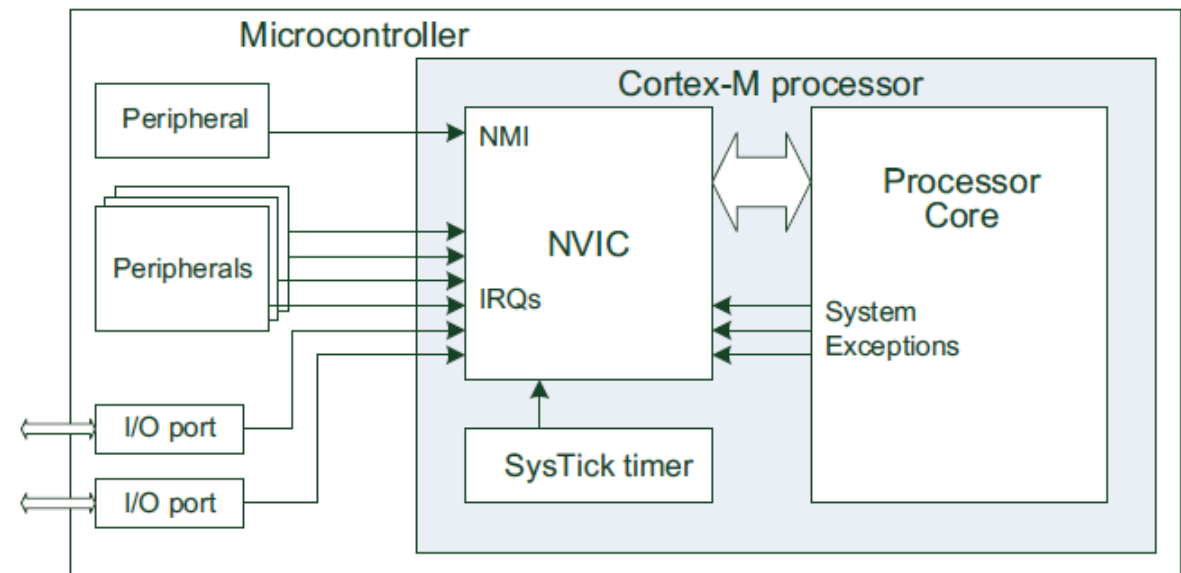 Microcontroller
Cortex-M processor
Peripheral
NMI
Processor
Core
NVIC
Peripherals
IRQs
System
Exceptions
I/O port
SysTick timer
I/O port